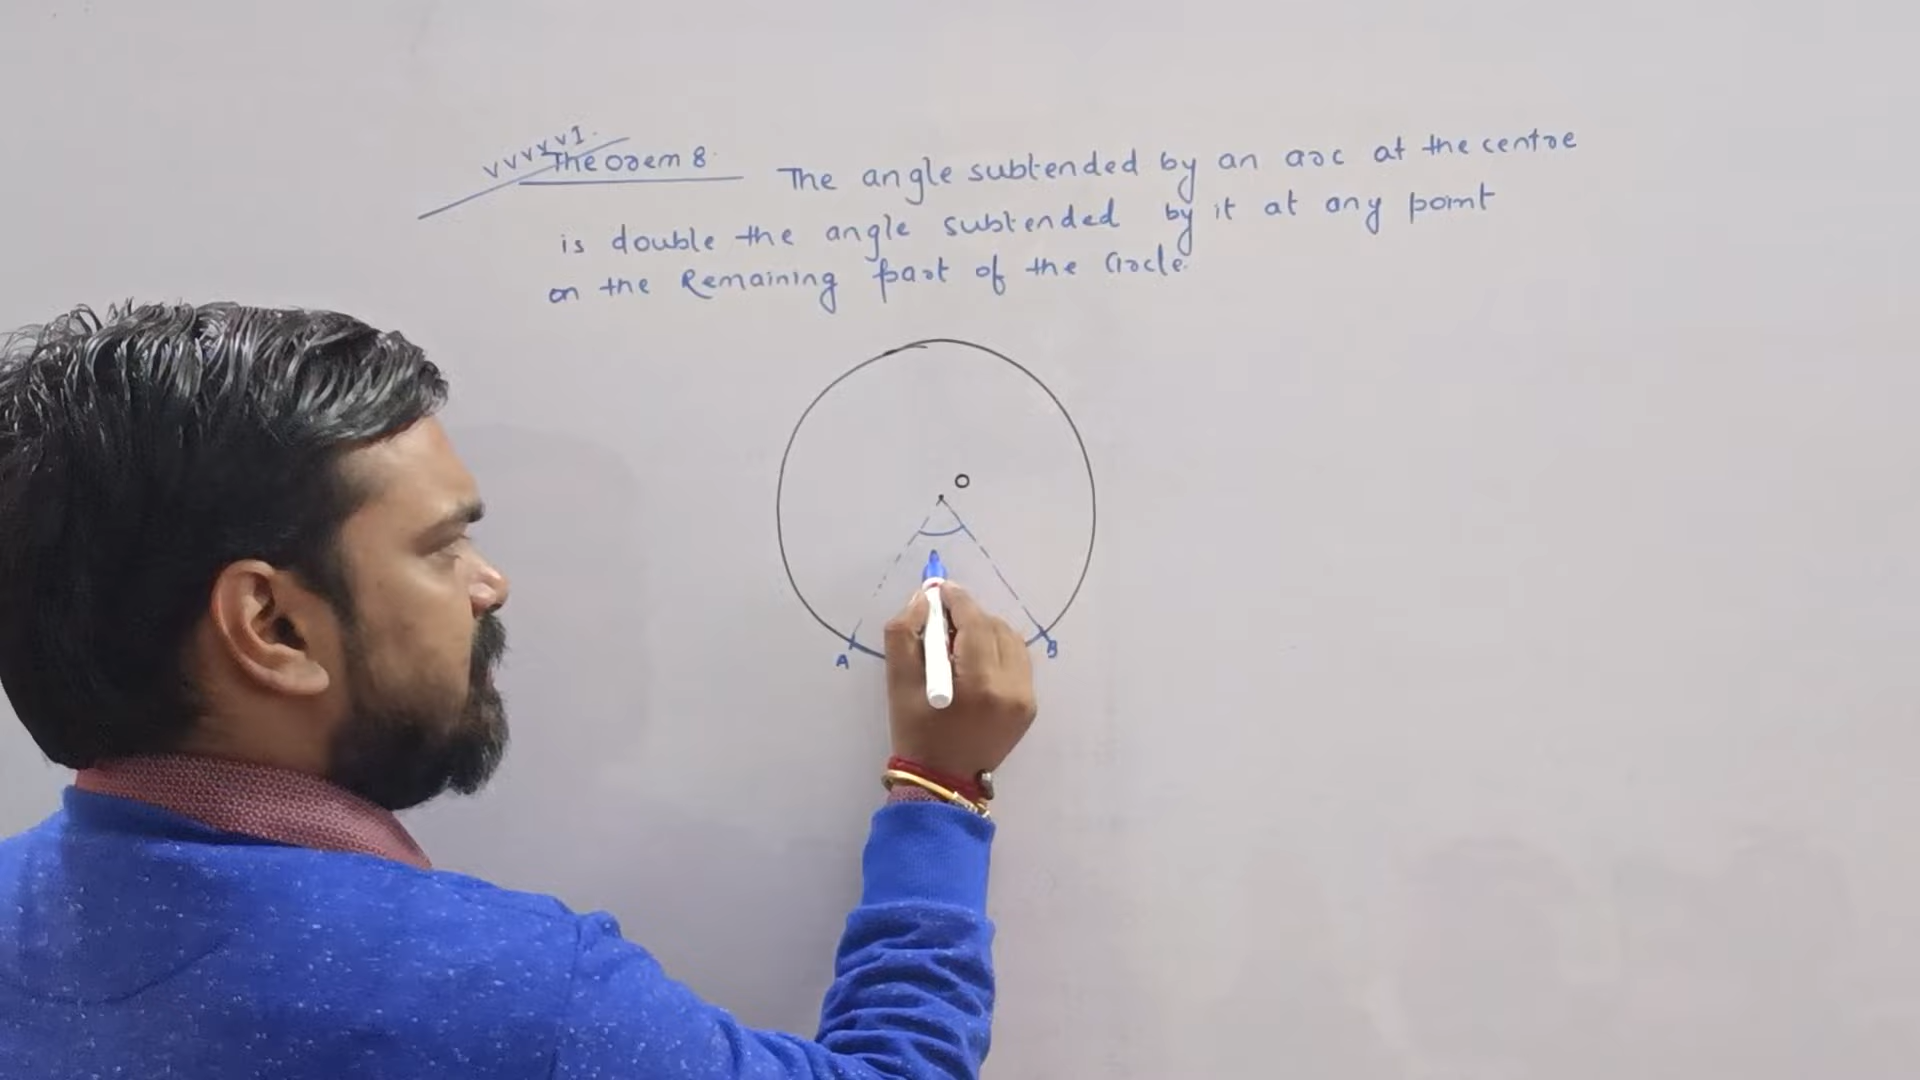 VVVVVI.
Theorem 8. The angle subtended by an arc at the centre
is double the angle subtended by it at any point
on the Remaining part of the Circle.
O
A B